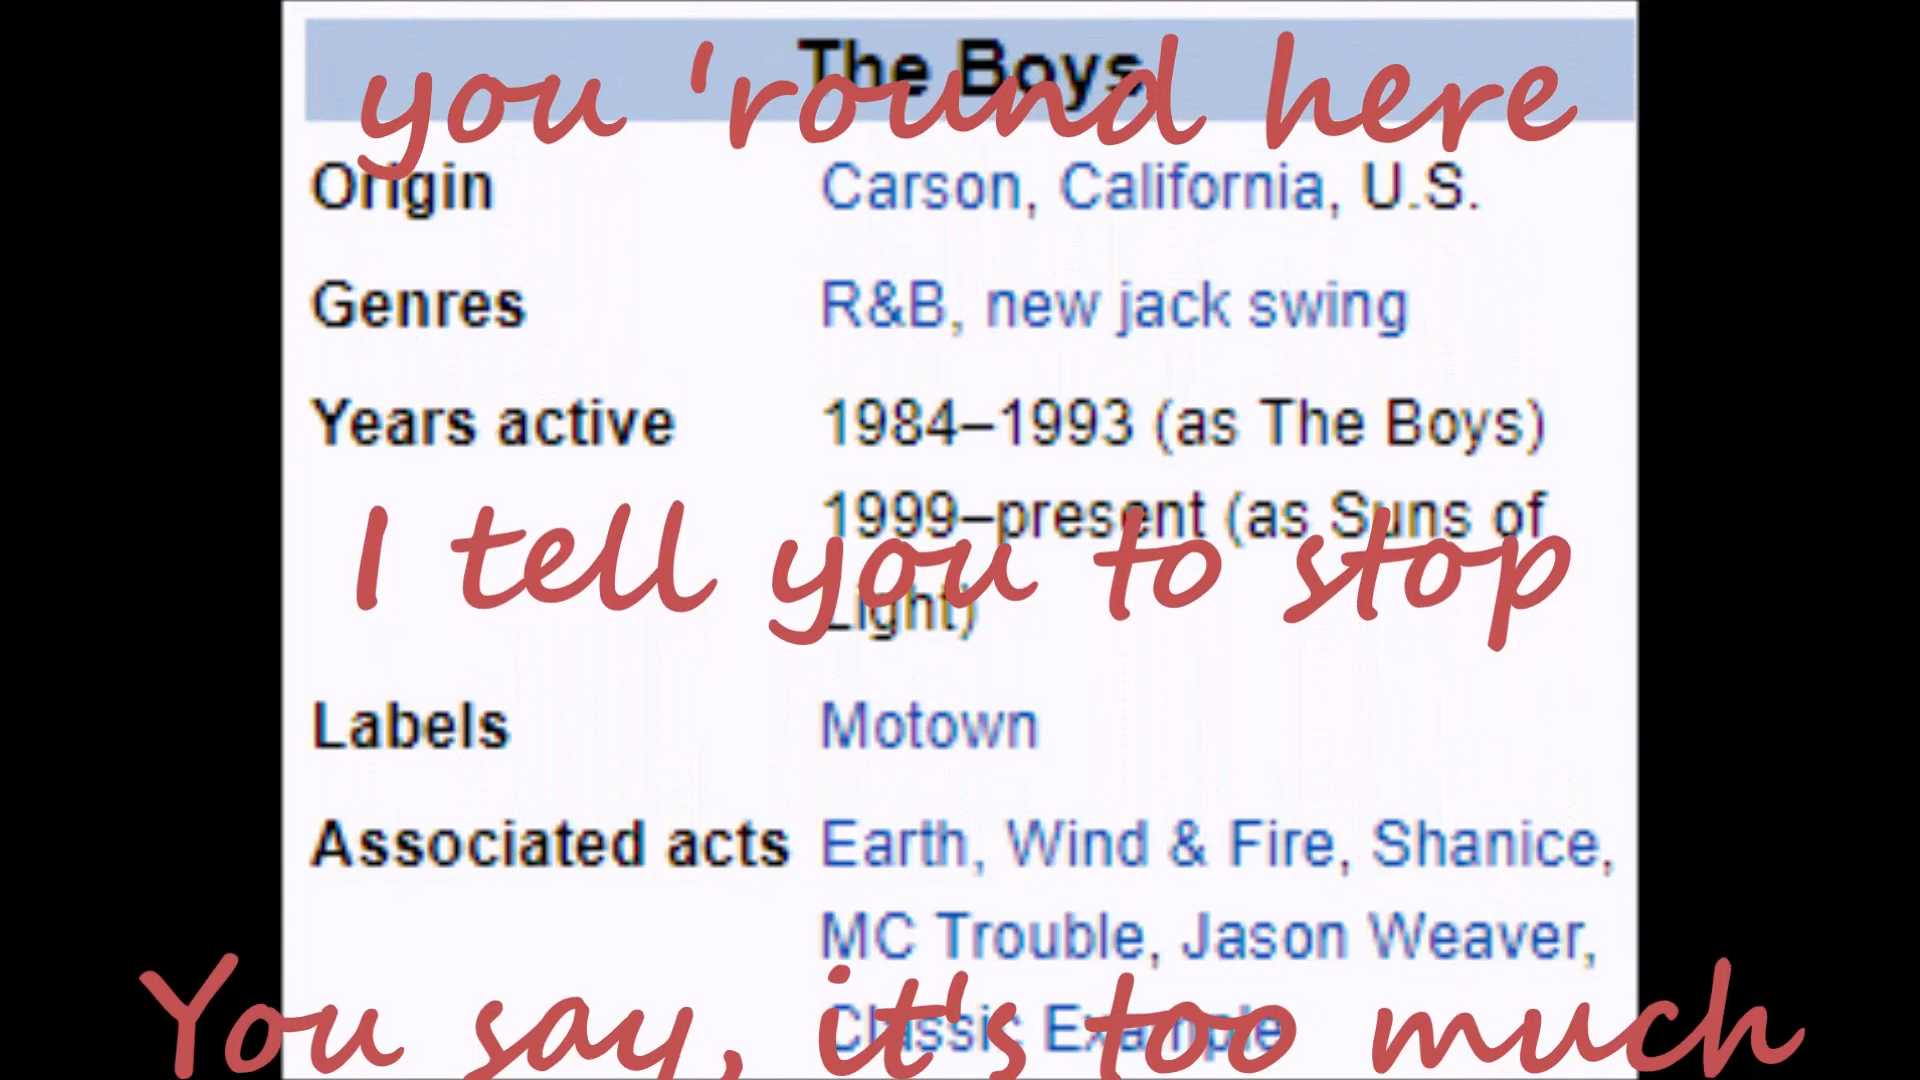 The Boys
you 'round here
Origin Carson, California, U.S.
Genres R&B, new jack swing
Years active 1984–1993 (as The Boys)
1999–present (as Suns of
Light)
I tell you to stop
Labels Motown
Associated acts Earth, Wind & Fire, Shanice,
MC Trouble, Jason Weaver,
Classic Example
You say, it's too much